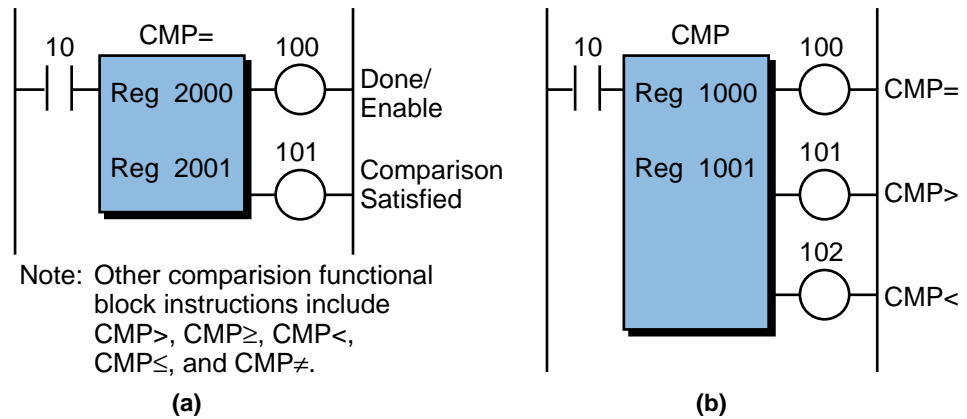 CMP=
10
100
Reg 2000
Done/
Enable
Reg 2001
101
Comparison
Satisfied
Note: Other comparision functional
block instructions include
CMP>, CMP≥, CMP<,
CMP≤, and CMP≠.
(a)
CMP
10
100
Reg 1000
CMP=
Reg 1001
101
CMP>
102
CMP<
(b)